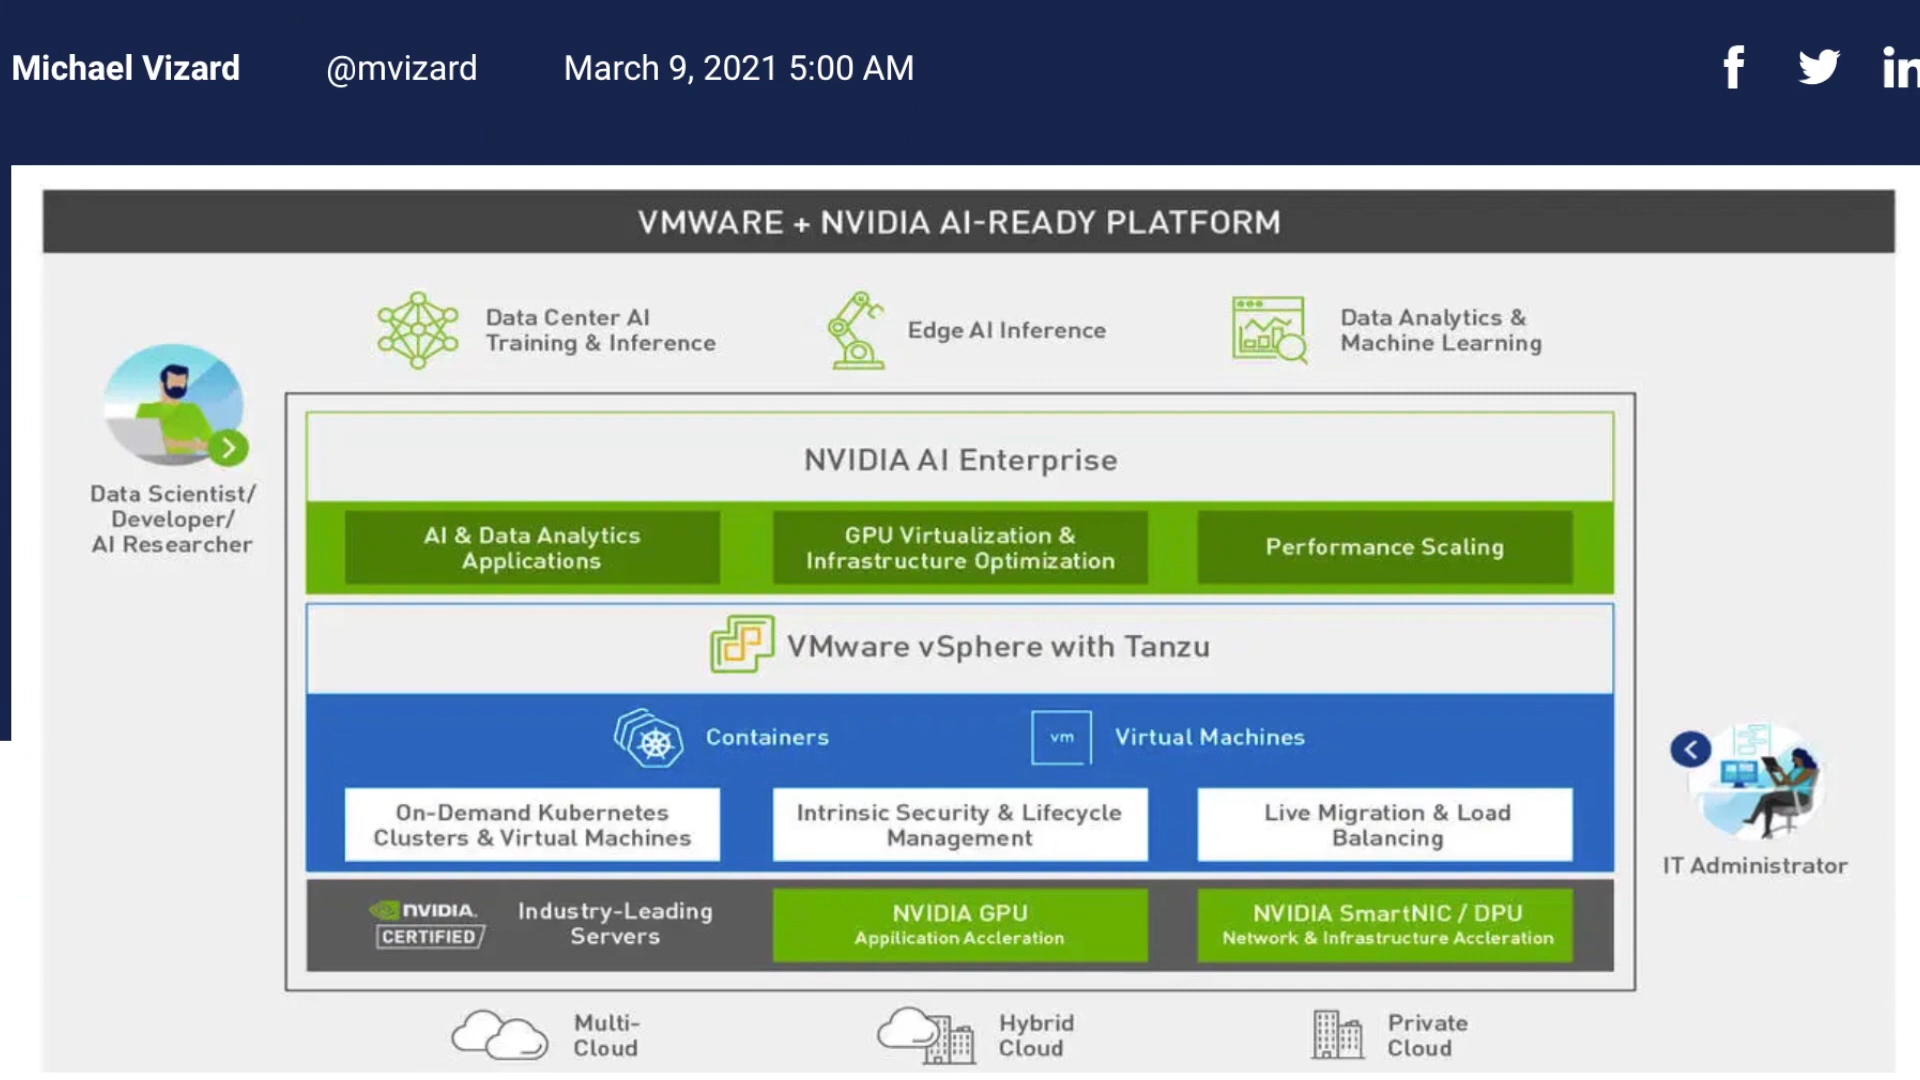 Michael Vizard @mvizard March 9, 2021 5:00 AM
VMWARE + NVIDIA AI-READY PLATFORM
Data Center AI
Training & Inference
Edge AI Inference
Data Analytics &
Machine Learning
Data Scientist/
Developer/
AI Researcher
NVIDIA AI Enterprise
AI & Data Analytics
Applications
GPU Virtualization &
Infrastructure Optimization
Performance Scaling
VMware vSphere with Tanzu
Containers
vm
Virtual Machines
On-Demand Kubernetes
Clusters & Virtual Machines
Intrinsic Security & Lifecycle
Management
Live Migration & Load
Balancing
IT Administrator
NVIDIA.
CERTIFIED
Industry-Leading
Servers
NVIDIA GPU
Appilication Accleration
NVIDIA SmartNIC / DPU
Network & Infrastructure Accleration
Multi-
Cloud
Hybrid
Cloud
Private
Cloud